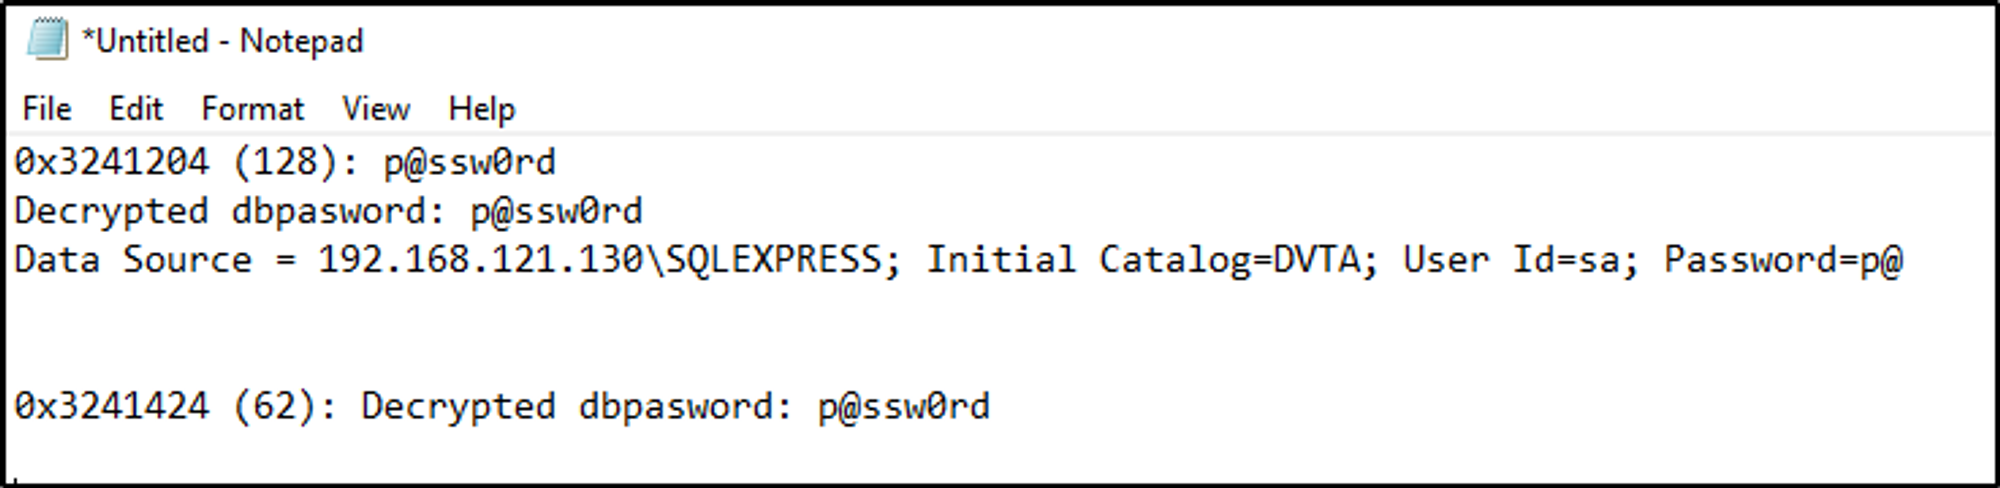 *Untitled - Notepad
File Edit Format View Help
0x3241204 (128): p@ssw0rd
Decrypted dbpasword: p@ssw0rd
Data Source = 192.168.121.130\SQLEXPRESS; Initial Catalog=DVTA; User Id=sa; Password=p@
0x3241424 (62): Decrypted dbpasword: p@ssw0rd